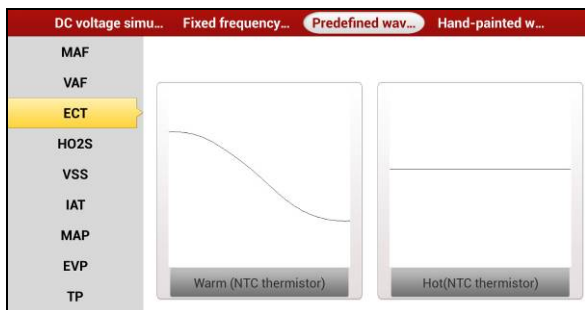 DC voltage simu...
Fixed frequency...
Predefined wav...
Hand-painted w...
MAF
VAF
ECT
HO2S
VSS
IAT
MAP
EVP
TP
Warm (NTC thermistor)
Hot(NTC thermistor)